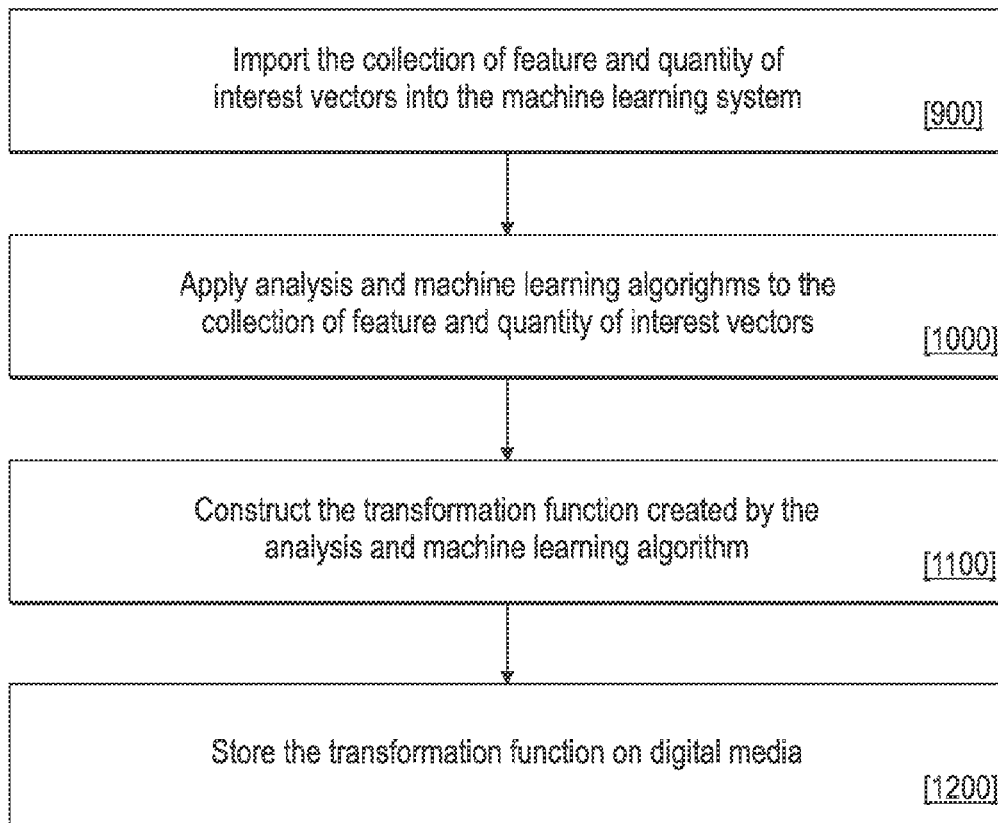 Import the collection of feature and quantity of
interest vectors into the machine learning system
[900]
Apply analysis and machine learning algorighms to the
collection of feature and quantity of interest vectors
[1000]
Construct the transformation function created by the
analysis and machine learning algorithm
[1100]
Store the transformation function on digital media
[1200]